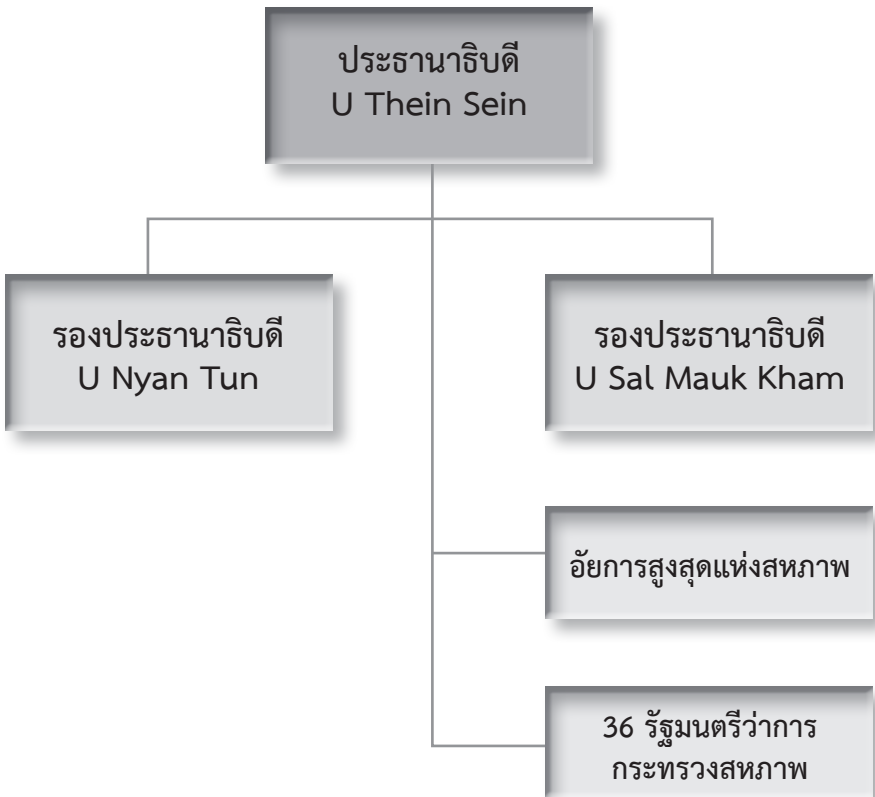 ประธานาธิบดี
U Thein Sein
รองประธานาธิบดี
U Nyan Tun
รองประธานาธิบดี
U Sal Mauk Kham
อัยการสูงสุดแห่งสหภาพ
36 รัฐมนตรีว่าการ
กระทรวงสหภาพ